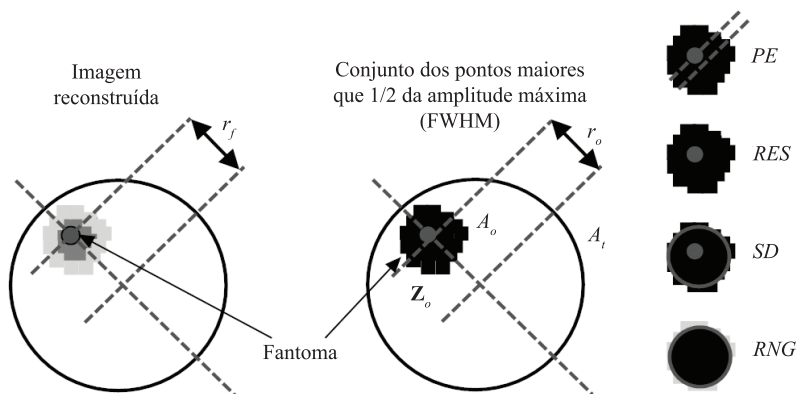 Imagem
reconstruída
r_f
Conjunto dos pontos maiores
que 1/2 da amplitude máxima
(FWHM)
r_o
A_o
A_t
Z_o
Fantoma
PE
RES
SD
RNG